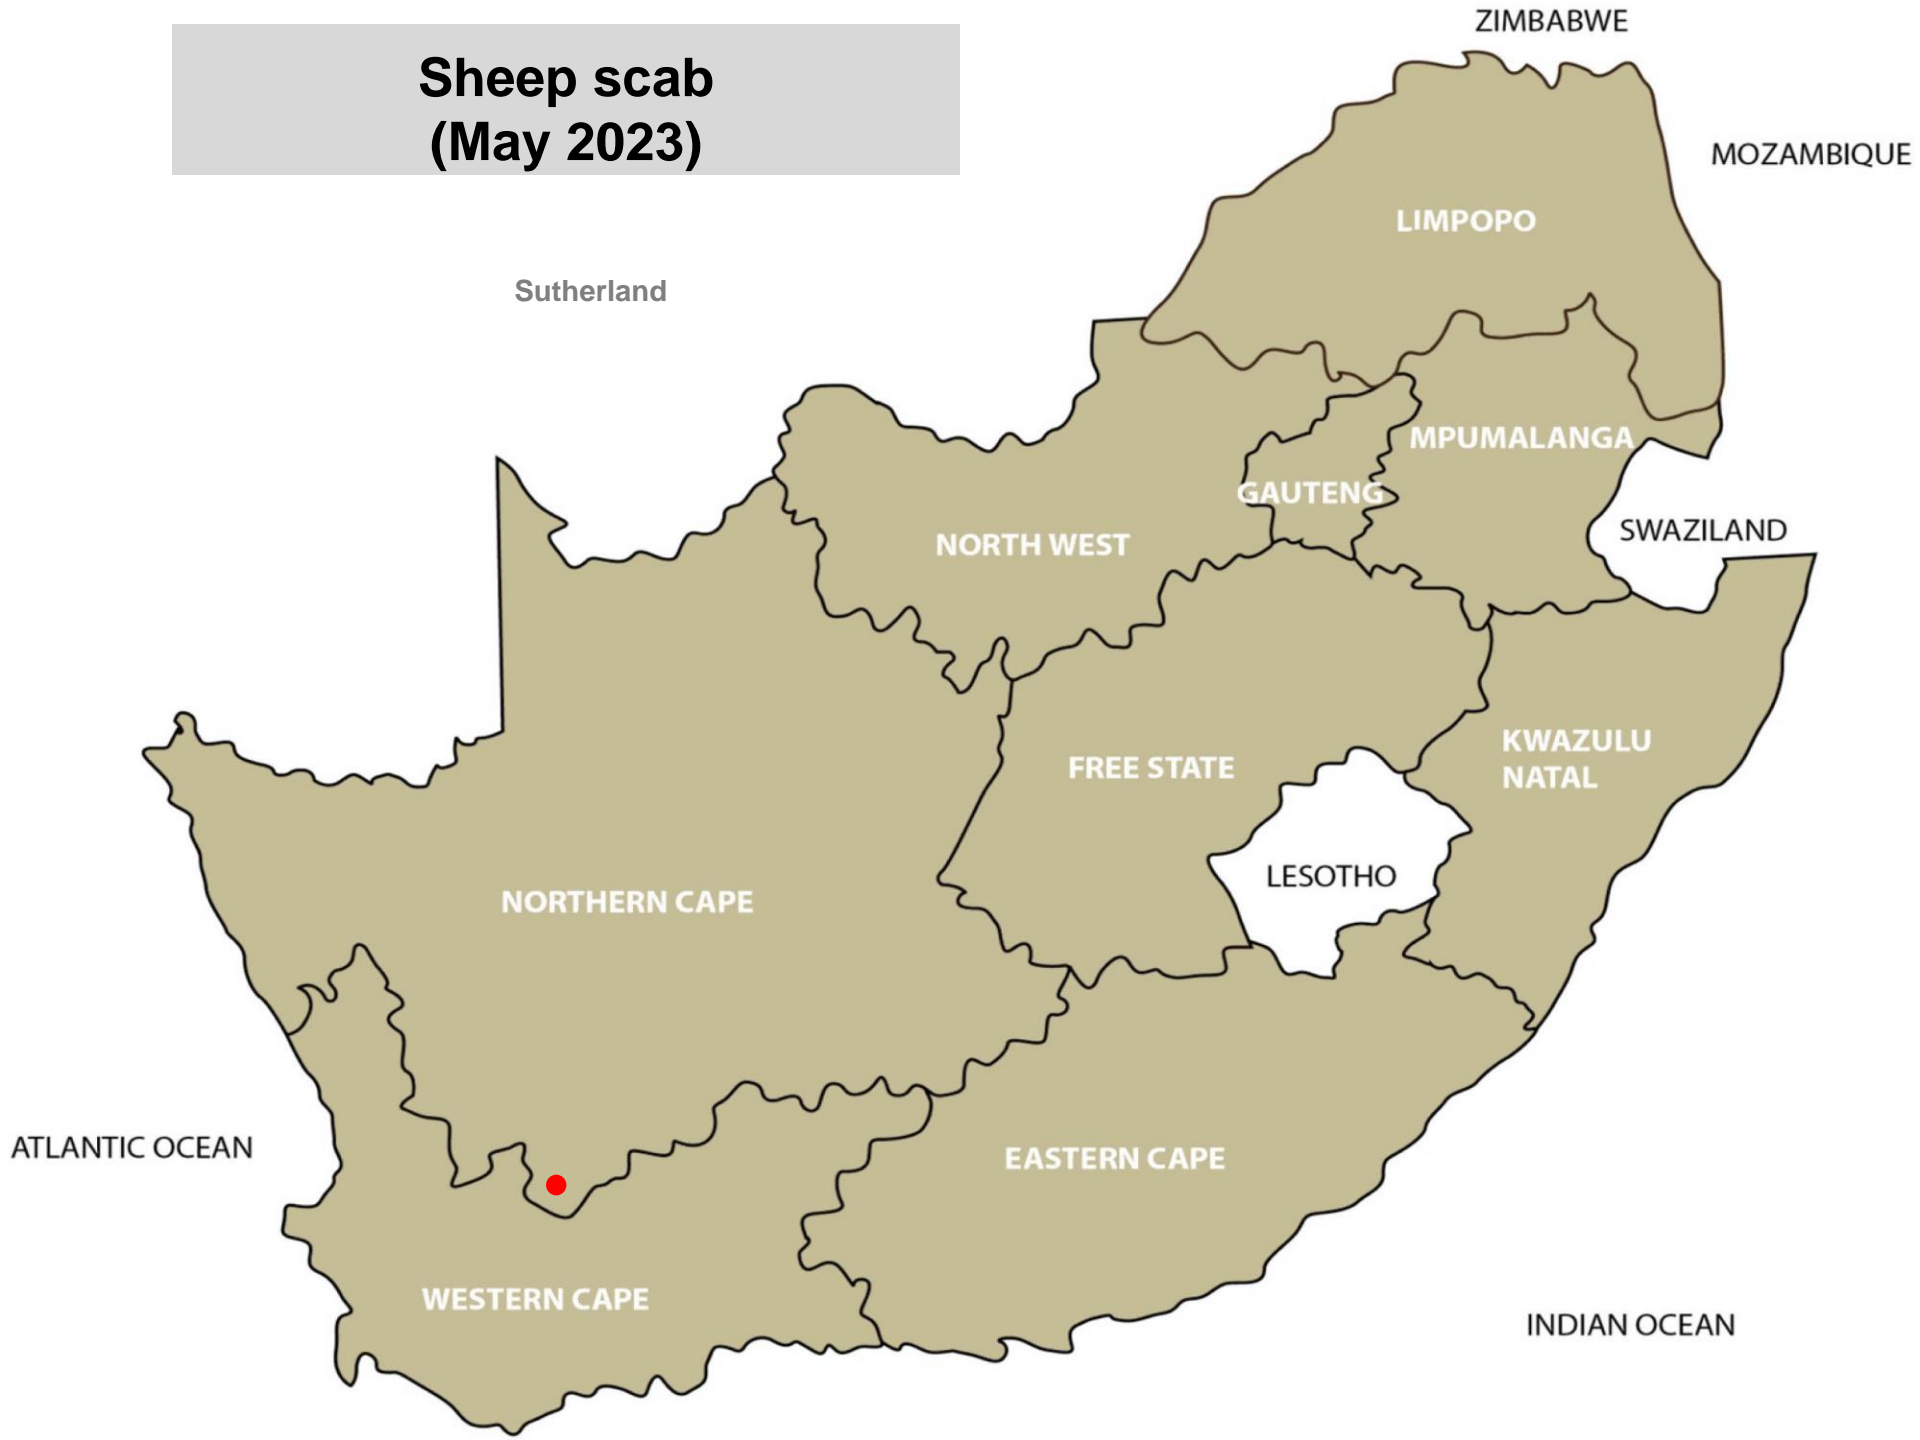 ZIMBABWE
Sheep scab
(May 2023)
MOZAMBIQUE
LIMPOPO
Sutherland
MPUMALANGA
GAUTENG
SWAZILAND
NORTH WEST
KWAZULU
NATAL
FREE STATE
LESOTHO
NORTHERN CAPE
ATLANTIC OCEAN
EASTERN CAPE
WESTERN CAPE
INDIAN OCEAN